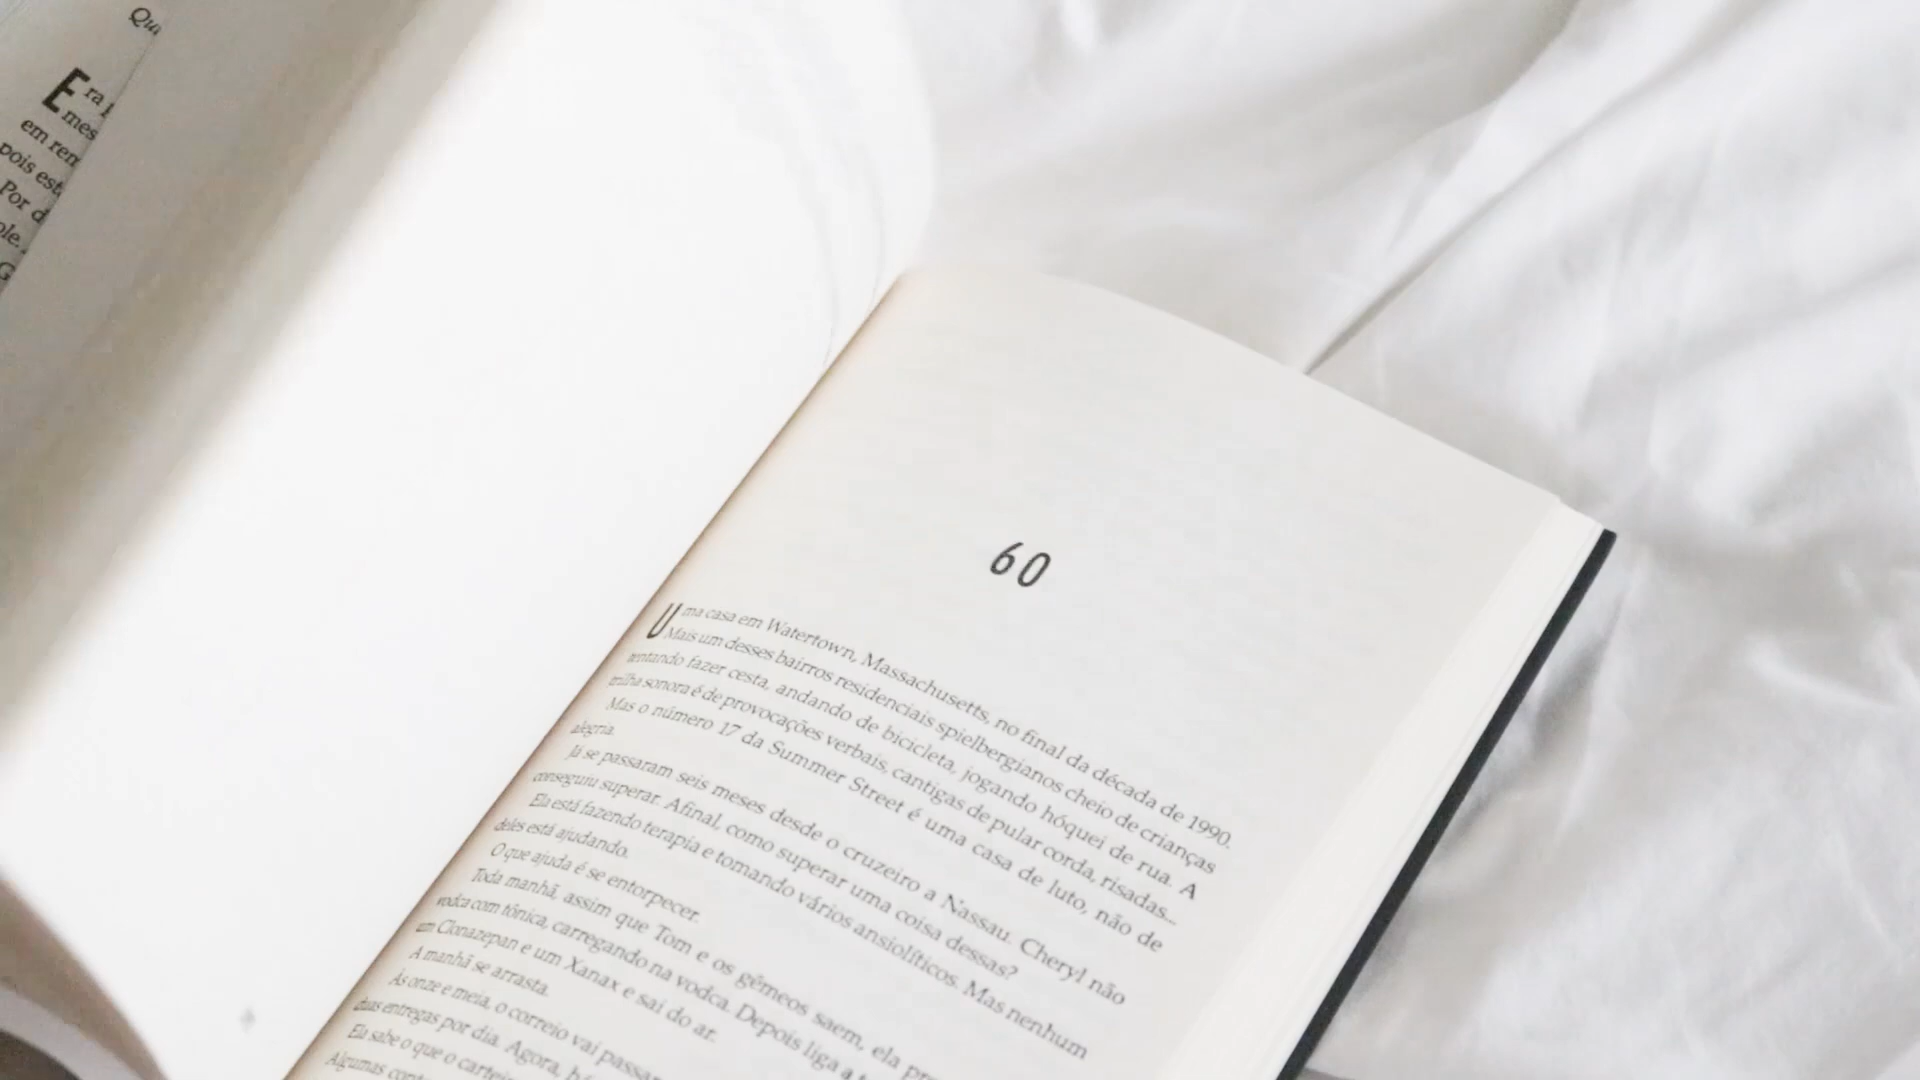 Era
mes
em
pois
Por
60
Uma casa em Watertown, Massachusetts, no final da década de 1990.
Mais um desses bairros residenciais spielbergianos cheio de crianças
tentando fazer cesta, andando de bicicleta, jogando hóquei de rua. A
trilha sonora é de provocações verbais, cantigas de pular corda, risadas...
Mas o número 17 da Summer Street é uma casa de luto, não de
alegria.
Já se passaram seis meses desde o cruzeiro a Nassau. Cheryl não
conseguiu superar. Afinal, como superar uma coisa dessas?
Ela está fazendo terapia e tomando vários ansiolíticos. Mas nenhum
deles está ajudando.
O que ajuda é se entorpecer.
Toda manhã, assim que Tom e os gêmeos saem, ela
vodca com tônica, carregando na vodca. Depois liga a
um Clonazepan e um Xanax e sai do ar.
A manhã se arrasta.
Às onze e meia, o correio vai passar
duas entregas por dia. Agora,
Ela sabe o que o
Algumas